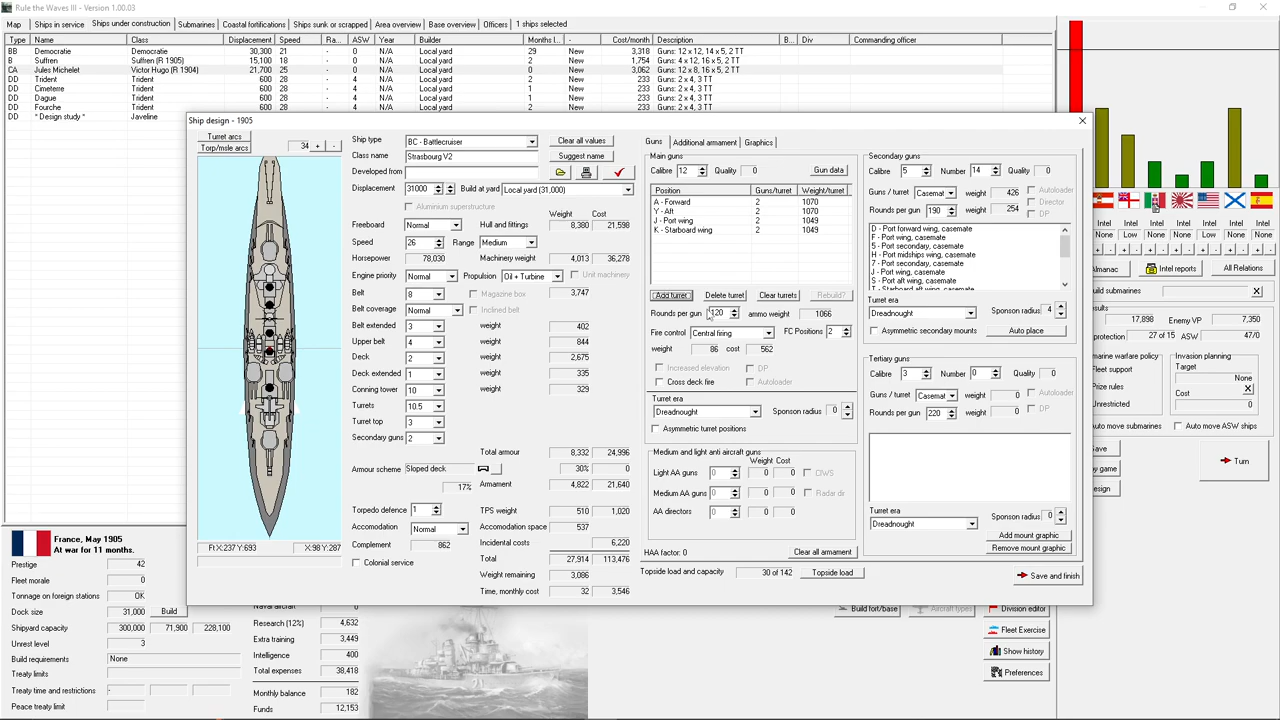 Rule the Waves III - Version 1.00.03
Map Ships in service Ships under construction Submarines Coastal fortifications Ships sunk or scrapped Area overview Base overview Officers 1 ships selected
Type Name Class Displacement Speed Ra... ASW Year Builder Months l... - Cost/month Description B... Div Commanding officer
BB Democratie Democratie 30,300 21 - N/A Local yard 29 New 3,318 Guns: 12 x 12, 14 x 5, 2 TT
B Suffren Suffren (R 1905) 15,100 18 - N/A Local yard 2 New 1,754 Guns: 4 x 12, 16 x 5, 2 TT
CA Jules Michelet Victor Hugo (R 1904) 21,700 25 - N/A Local yard 0 New 3,062 Guns: 12 x 8, 16 x 5, 2 TT
DD Trident Trident 600 28 - 4 N/A Local yard 2 New 233 Guns: 2 x 4, 3 TT
DD Cimeterre Trident 600 28 - 4 N/A Local yard 1 New 233 Guns: 2 x 4, 3 TT
DD Dague Trident 600 28 - 4 N/A Local yard 1 New 233 Guns: 2 x 4, 3 TT
DD Fourche Trident 600 28 - 4 N/A Local yard 2 New 233 Guns: 2 x 4, 3 TT
DD * Design study * Javeline
Ship design - 1905
Turret arcs
Torp/msle arcs
34 + -
Ft X:237 Y:693 X:98 Y:287
Ship type BC - Battlecruiser Clear all values
Class name Strasbourg V2 Suggest name
Developed from
Displacement 31000 Build at yard Local yard (31,000)
Aluminium superstructure
Weight Cost
Freeboard Normal Hull and fittings 8,380 21,598
Speed 26 Range Medium
Horsepower 78,030 Machinery weight 4,013 36,278
Engine priority Normal Propulsion Oil + Turbine Unit machinery
Belt 8 Magazine box 3,747
Belt coverage Normal Inclined belt
Belt extended 3 weight 402
Upper belt 4 weight 844
Deck 2 weight 2,675
Deck extended 1 weight 335
Conning tower 10 weight 329
Turrets 10.5
Turret top 3
Secondary guns 2
Total armour 8,332 24,996
Armour scheme Sloped deck 30% 0
17% Armament 4,822 21,640
Torpedo defence 1 TPS weight 510 1,020
Accomodation Normal Accomodation space 537
Complement 862 Incidental costs 6,220
Colonial service Total 27,914 113,476
Weight remaining 3,086
Time, monthly cost 32 3,546
Guns Additional armament Graphics
Main guns
Calibre 12 Quality 0 Gun data
Position Guns/turret Weight/turret
A - Forward 2 1070
Y - Aft 2 1070
J - Port wing 2 1049
K - Starboard wing 2 1049
Add turret Delete turret Clear turrets Rebuild?
Rounds per gun 120 ammo weight 1066
Fire control Central firing FC Positions 2
weight 86 cost 562
Increased elevation DP
Cross deck fire Autoloader
Turret era
Dreadnought Sponson radius 0
Asymmetric turret positions
Medium and light anti aircraft guns
Weight Cost
Light AA guns 0 0 0 CIWS
Medium AA guns 0 0 0 Radar dir
AA directors 0 0 0
HAA factor: 0 Clear all armament
Topside load and capacity 30 of 142 Topside load
Secondary guns
Calibre 5 Number 14 Quality 0
Guns / turret Casemat weight 426 Autoloader
Director
Rounds per gun 190 weight 254 DP
D - Port forward wing, casemate
F - Port wing, casemate
5 - Port secondary, casemate
H - Port midships wing, casemate
7 - Port secondary, casemate
J - Port wing, casemate
S - Port wing, casemate
Turret era
Dreadnought Sponson radius 4
Asymmetric secondary mounts Auto place
Tertiary guns
Calibre 3 Number 0 Quality 0
Guns / turret Casemat weight 0 Autoloader
Rounds per gun 220 weight 0 DP
Turret era Sponson radius 0
Dreadnought
Add mount graphic
Remove mount graphic
Save and finish
Intel Intel Intel Intel Intel Intel Intel
None Low None None None None None
Almanac Intel reports All Relations
17,898 Enemy VP 7,350
protection 27 of 15 ASW 47/0
Invasion planning
Target
None
Cost
0
Auto move ASW ships
Turn
France, May 1905
At war for 11 months.
Prestige 42
Fleet morale 0
Tonnage on foreign stations OK
Dock size 31,000 Build
Shipyard capacity 300,000 71,900 228,100
Unrest level 3
Build requirements None
Treaty limits
Treaty time and restrictions -
Peace treaty limit
Naval aircraft 0
Research (12%) 4,632
Extra training 3,449
Intelligence 400
Total expenses 38,418
Monthly balance 182
Funds 12,153
Build fort/base Aircraft types Division editor
Fleet Exercise
Show history
Preferences